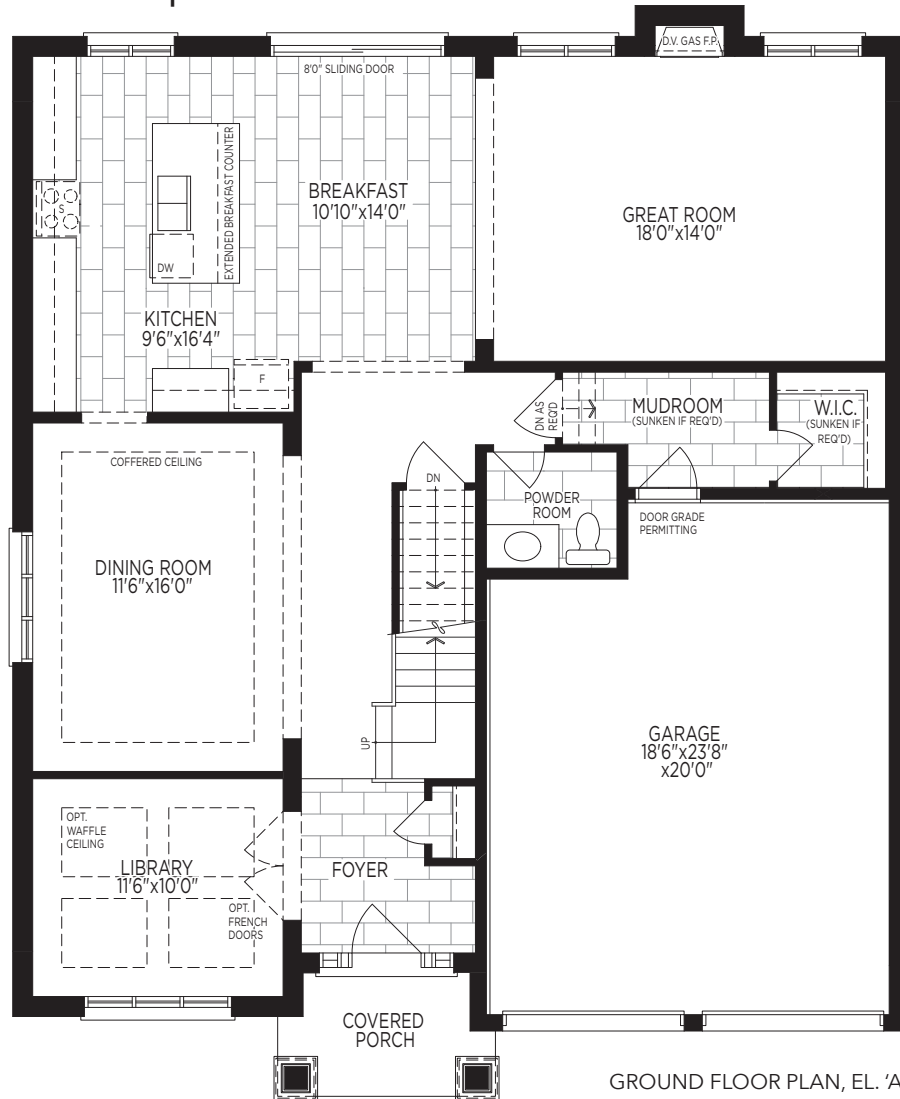 D.V. GAS F.P.
8'0" SLIDING DOOR
EXTENDED BREAKFAST COUNTER
BREAKFAST
10'10"x14'0"
GREAT ROOM
18'0"x14'0"
S
DW
KITCHEN
9'6"x16'4"
F
DN AS
REQ'D
MUDROOM
(SUNKEN IF REQ'D)
W.I.C.
(SUNKEN IF
REQ'D)
COFFERED CEILING
DN
POWDER
ROOM
DOOR GRADE
PERMITTING
DINING ROOM
11'6"x16'0"
UP
GARAGE
18'6"x23'8"
x20'0"
OPT.
WAFFLE
CEILING
LIBRARY
11'6"x10'0"
FOYER
OPT.
FRENCH
DOORS
COVERED
PORCH
GROUND FLOOR PLAN, EL. 'A